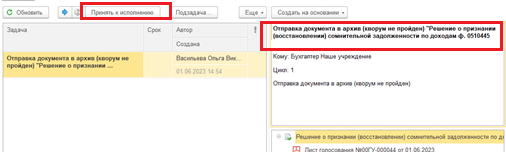 Обновить Принять к исполнению Подзадача... Еще Создать на основании
Задача Срок Автор !
Создана
Отправка документа в архив (кворум не пройден) "Решение о признании ... Васильева Ольга Вик...
01.06.2023 14:54
Отправка документа в архив (кворум не пройден) "Решение о признании
(восстановлении) сомнительной задолженности по доходам ф. 0510445
Кому: Бухгалтер Наше учреждение
Цикл: 1
Отправка документа в архив (кворум не пройден)
Решение о признании (восстановлении) сомнительной задолженности по до
Лист голосования №00ГУ-000044 от 01.06.2023